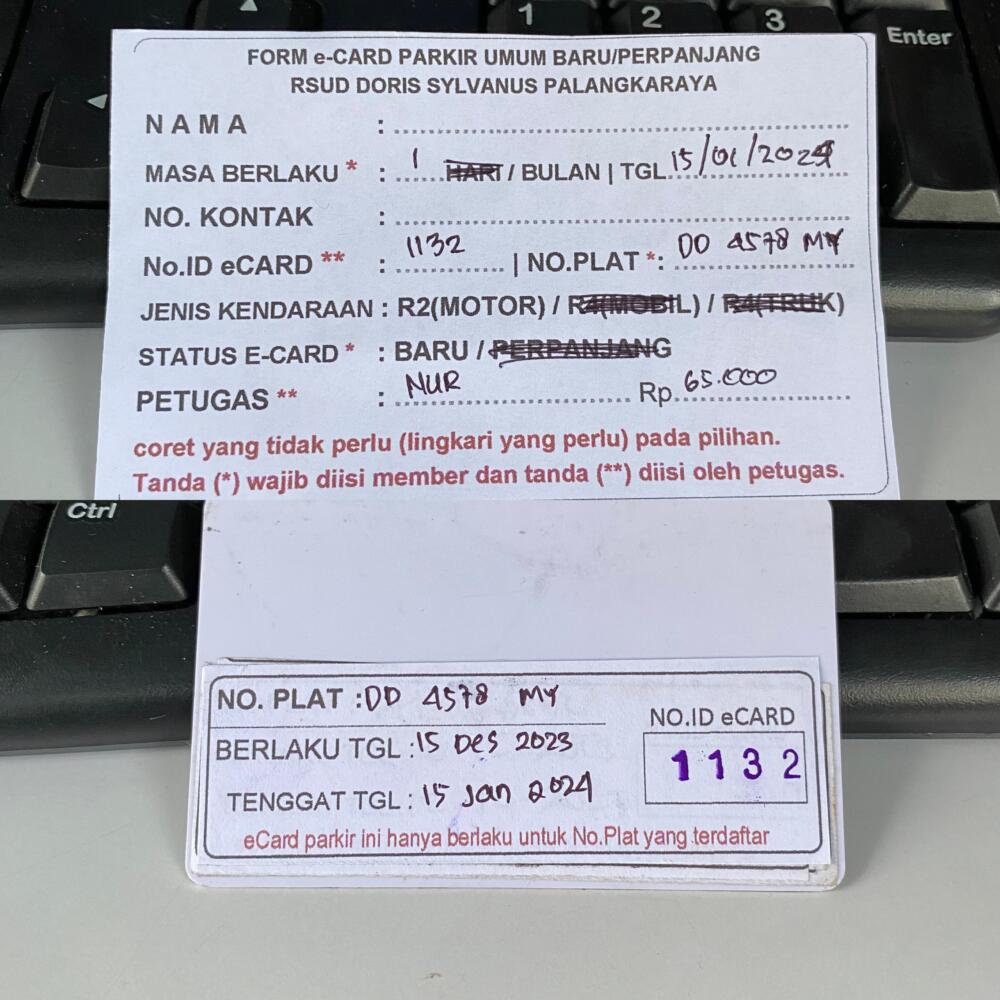 1 2 3
Enter
FORM e-CARD PARKIR UMUM BARU/PERPANJANG
RSUD DORIS SYLVANUS PALANGKARAYA
N A M A :
MASA BERLAKU * : 1 HARI / BULAN | TGL. 15/01/2024
NO. KONTAK :
No.ID eCARD ** : 1132 | NO.PLAT *: DD 4578 MY
JENIS KENDARAAN : R2(MOTOR) / R4(MOBIL) / R4(TRUK)
STATUS E-CARD * : BARU / PERPANJANG
PETUGAS ** : NUR Rp. 65.000
coret yang tidak perlu (lingkari yang perlu) pada pilihan.
Tanda (*) wajib diisi member dan tanda (**) diisi oleh petugas.
Ctrl
NO. PLAT : DD 4578 MY
BERLAKU TGL : 15 DES 2023
TENGGAT TGL : 15 Jan 2024
NO.ID eCARD
1132
eCard parkir ini hanya berlaku untuk No.Plat yang terdaftar